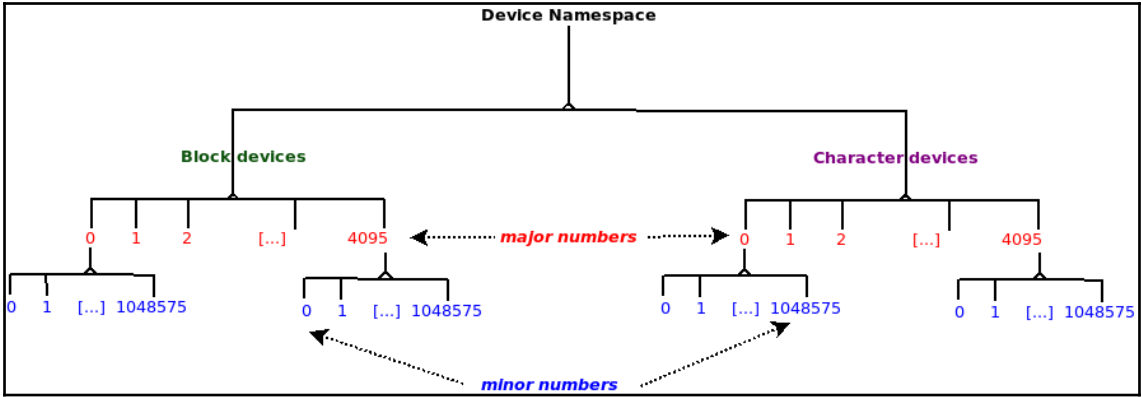 Device Namespace
Block devices
Character devices
0 1 2 [...] 4095
major numbers
0 1 2 [...] 4095
0 1 [...] 1048575
0 1 [...] 1048575
0 1 [...] 1048575
0 1 [...] 1048575
minor numbers